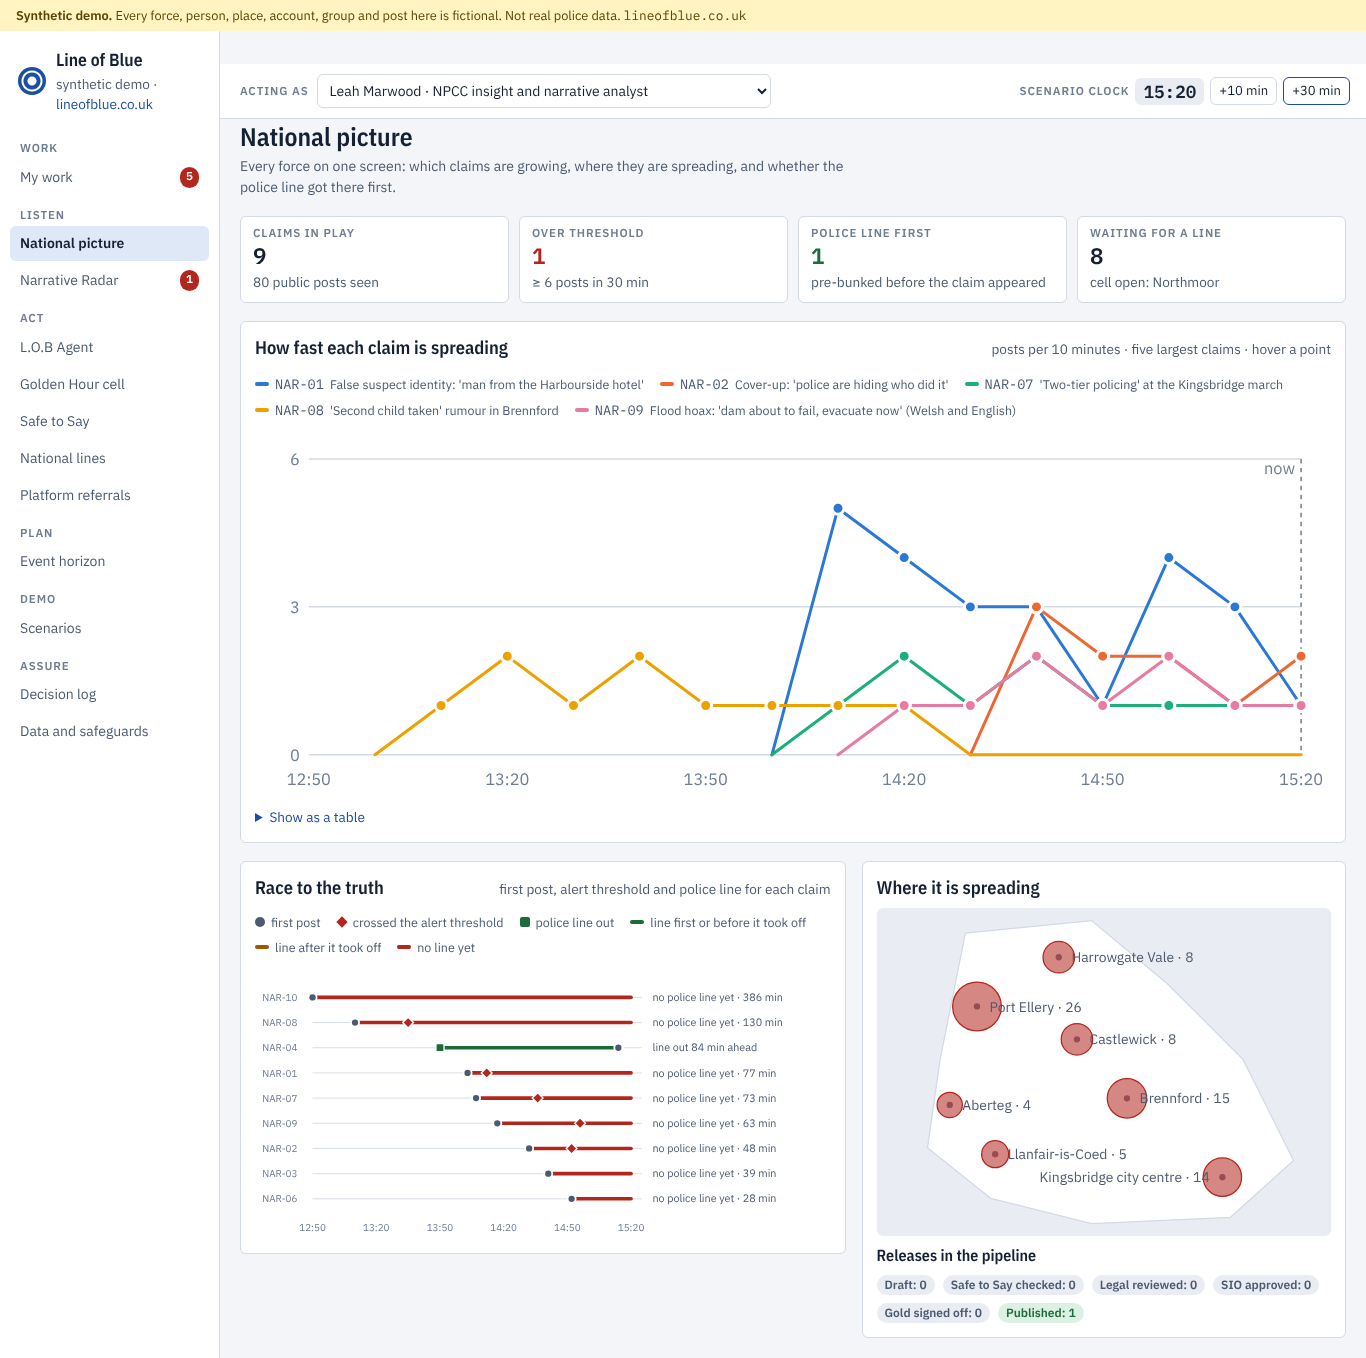 Synthetic demo. Every force, person, place, account, group and post here is fictional. Not real police data. lineofblue.co.uk
Line of Blue
synthetic demo ·
lineofblue.co.uk
WORK
My work 5
LISTEN
National picture
Narrative Radar 1
ACT
L.O.B Agent
Golden Hour cell
Safe to Say
National lines
Platform referrals
PLAN
Event horizon
DEMO
Scenarios
ASSURE
Decision log
Data and safeguards
ACTING AS Leah Marwood · NPCC insight and narrative analyst
SCENARIO CLOCK 15:20 +10 min +30 min
National picture
Every force on one screen: which claims are growing, where they are spreading, and whether the
police line got there first.
CLAIMS IN PLAY
9
80 public posts seen
OVER THRESHOLD
1
≥ 6 posts in 30 min
POLICE LINE FIRST
1
pre-bunked before the claim appeared
WAITING FOR A LINE
8
cell open: Northmoor
How fast each claim is spreading
posts per 10 minutes · five largest claims · hover a point
NAR-01 False suspect identity: 'man from the Harbourside hotel' NAR-02 Cover-up: 'police are hiding who did it' NAR-07 'Two-tier policing' at the Kingsbridge march
NAR-08 'Second child taken' rumour in Brennford NAR-09 Flood hoax: 'dam about to fail, evacuate now' (Welsh and English)
6
now
3
0
12:50 13:20 13:50 14:20 14:50 15:20
Show as a table
Race to the truth
first post, alert threshold and police line for each claim
first post crossed the alert threshold police line out line first or before it took off
line after it took off no line yet
NAR-10 no police line yet · 386 min
NAR-08 no police line yet · 130 min
NAR-04 line out 84 min ahead
NAR-01 no police line yet · 77 min
NAR-07 no police line yet · 73 min
NAR-09 no police line yet · 63 min
NAR-02 no police line yet · 48 min
NAR-03 no police line yet · 39 min
NAR-06 no police line yet · 28 min
12:50 13:20 13:50 14:20 14:50 15:20
Where it is spreading
Harrowgate Vale · 8
Port Ellery · 26
Castlewick · 8
Brennford · 15
Aberteg · 4
Llanfair-is-Coed · 5
Kingsbridge city centre · 14
Releases in the pipeline
Draft: 0 Safe to Say checked: 0 Legal reviewed: 0 SIO approved: 0
Gold signed off: 0 Published: 1